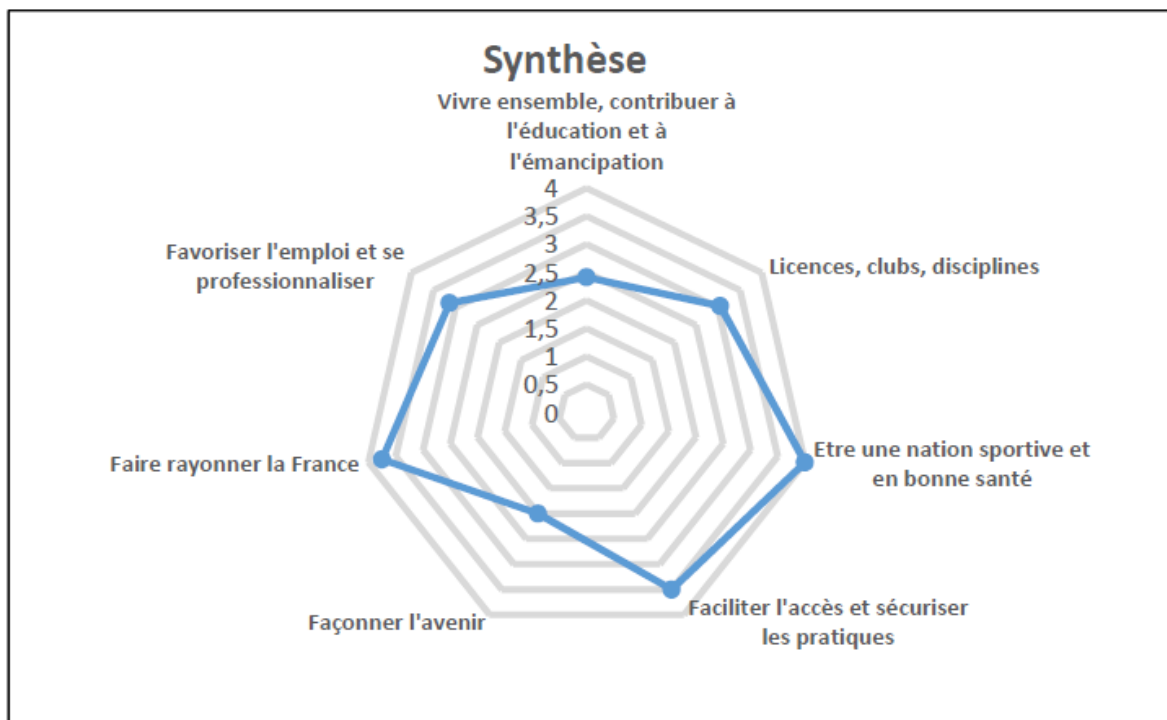 Synthèse
Vivre ensemble, contribuer à
l'éducation et à
l'émancipation
4
3,5
3
2,5
2
1,5
1
0,5
0
Licences, clubs, disciplines
Etre une nation sportive et
en bonne santé
Faciliter l'accès et sécuriser
les pratiques
Façonner l'avenir
Faire rayonner la France
Favoriser l'emploi et se
professionnaliser